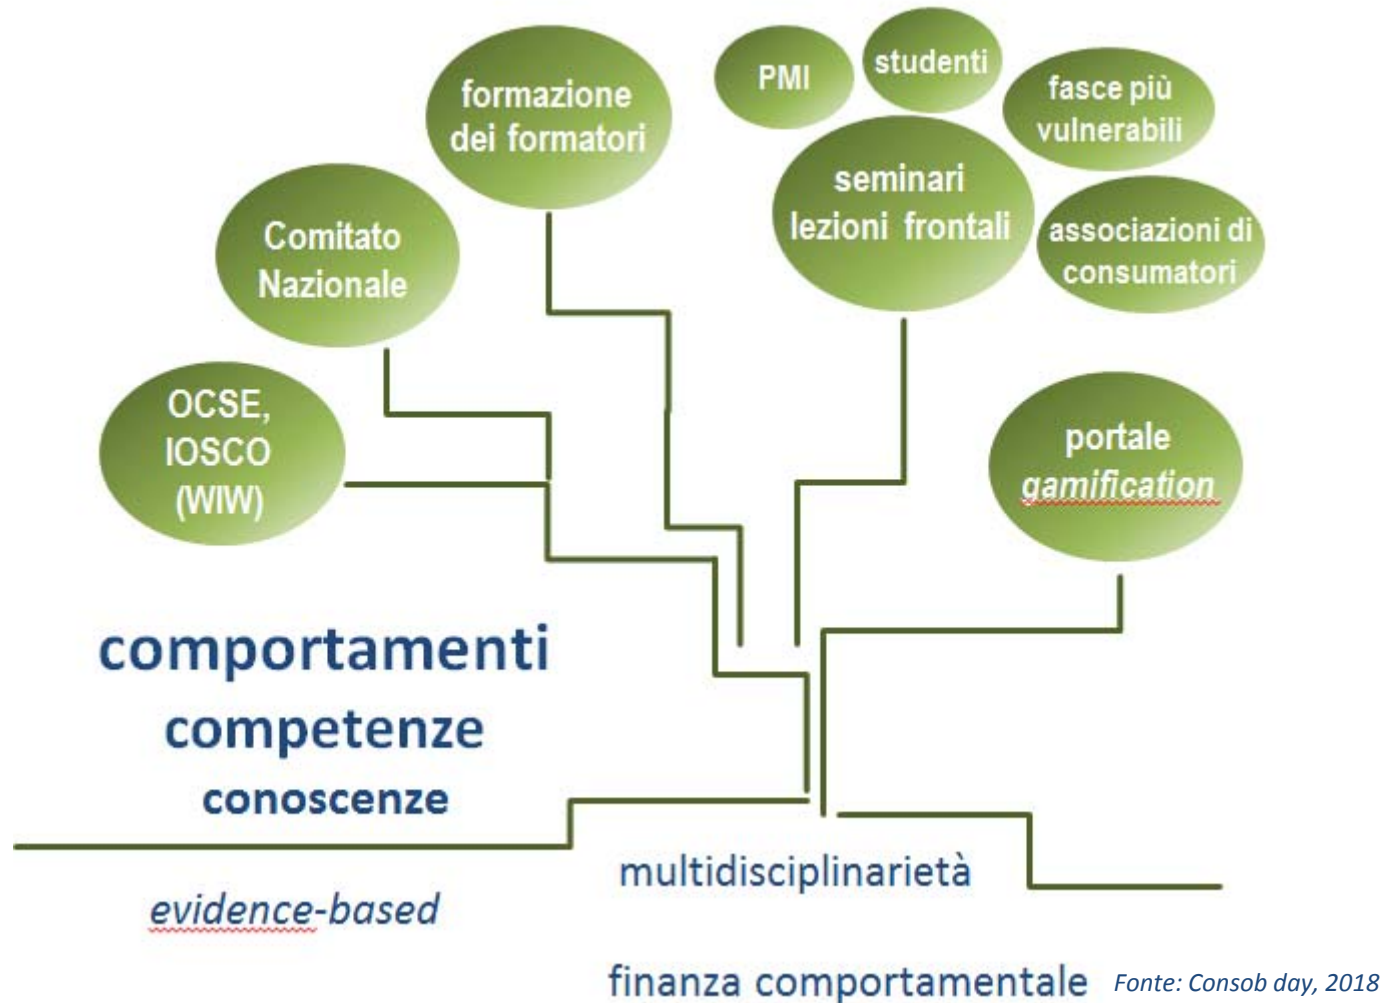 formazione
dei formatori
PMI
studenti
fasce più
vulnerabili
seminari
lezioni frontali
associazioni di
consumatori
Comitato
Nazionale
OCSE,
IOSCO
(WIW)
portale
gamification
comportamenti
competenze
conoscenze
multidisciplinarietà
evidence-based
finanza comportamentale
Fonte: Consob day, 2018